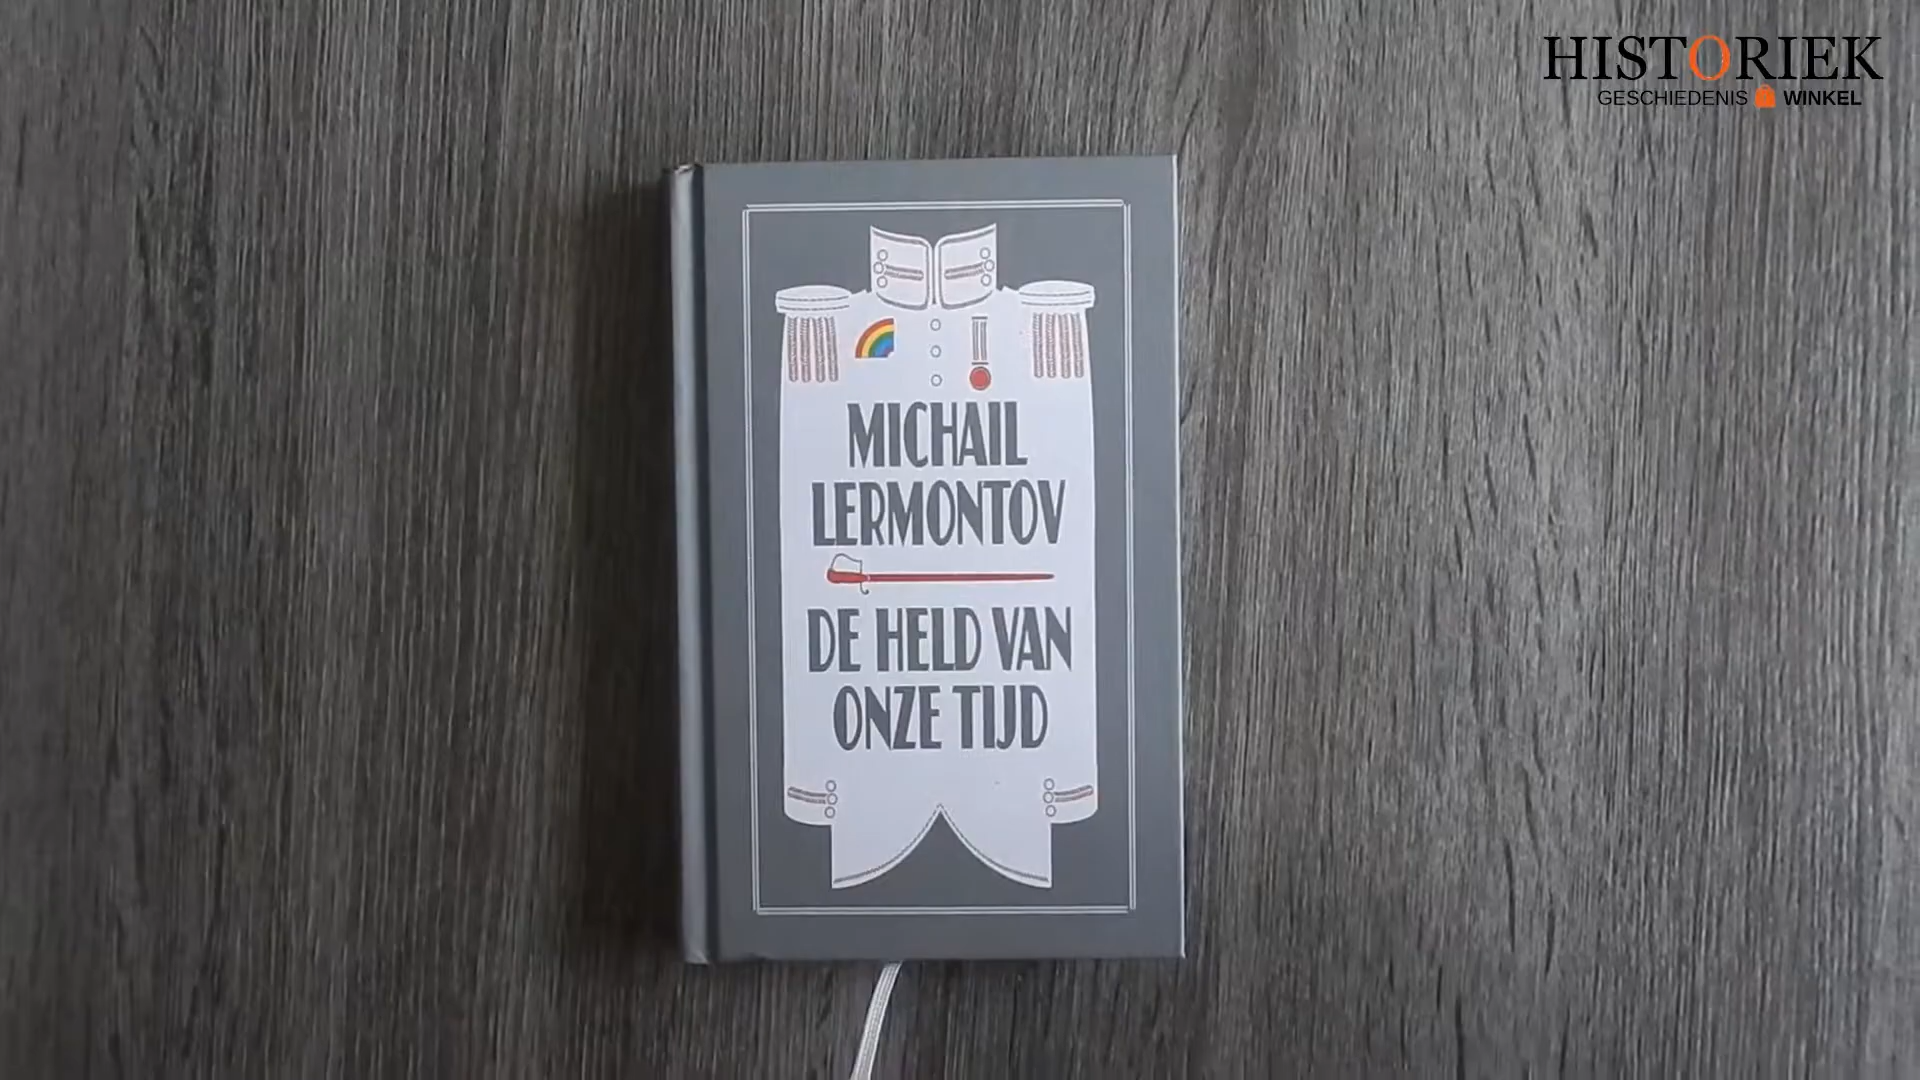 HISTORIEK
GESCHIEDENIS WINKEL
MICHAIL
LERMONTOV
DE HELD VAN
ONZE TIJD